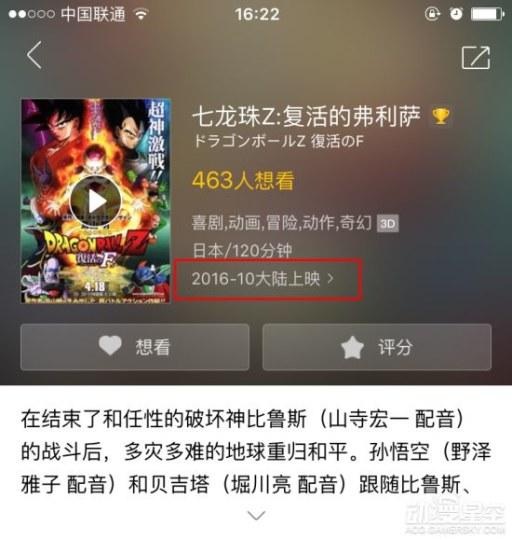 中国联通
16:22
七龙珠Z:复活的弗利萨
ドラゴンボールZ 復活のF
463人想看
喜剧,动画,冒险,动作,奇幻 3D
日本/120分钟
2016-10大陆上映
超神激戦!!
DRAGONBALL Z
復活の「F」
4.18
想看
评分
在结束了和任性的破坏神比鲁斯（山寺宏一 配音）
的战斗后，多灾多难的地球重归和平。孙悟空（野泽
雅子 配音）和贝吉塔（堀川亮 配音）跟随比鲁斯、
动漫星空
ACG.GAMERSKY.COM